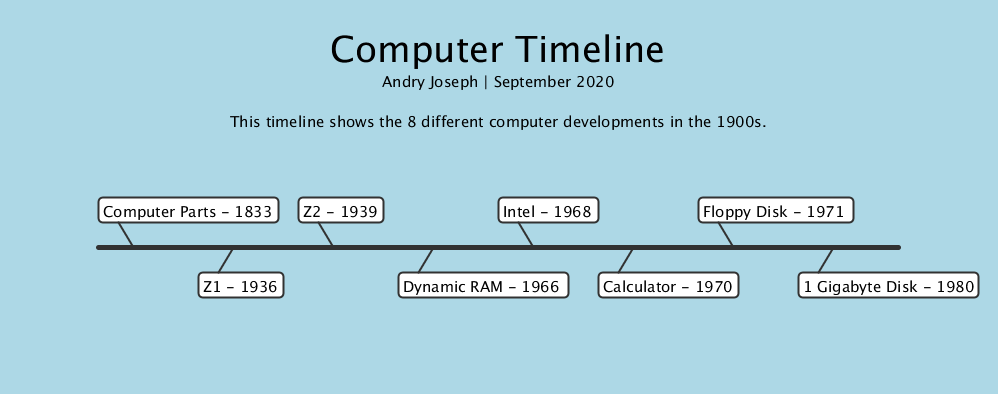 Computer Timeline
Andry Joseph | September 2020
This timeline shows the 8 different computer developments in the 1900s.
Computer Parts - 1833
Z2 - 1939
Intel - 1968
Floppy Disk - 1971
Z1 - 1936
Dynamic RAM - 1966
Calculator - 1970
1 Gigabyte Disk - 1980